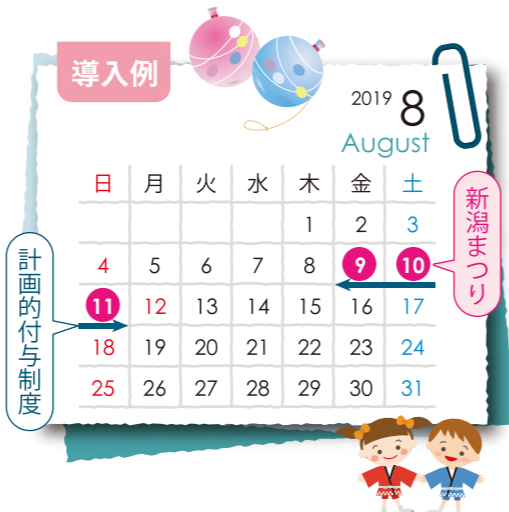 導入例
2019 8
August
日 月 火 水 木 金 土
1 2 3
4 5 6 7 8 9 10
11 12 13 14 15 16 17
18 19 20 21 22 23 24
25 26 27 28 29 30 31
新潟まつり
計画的付与制度